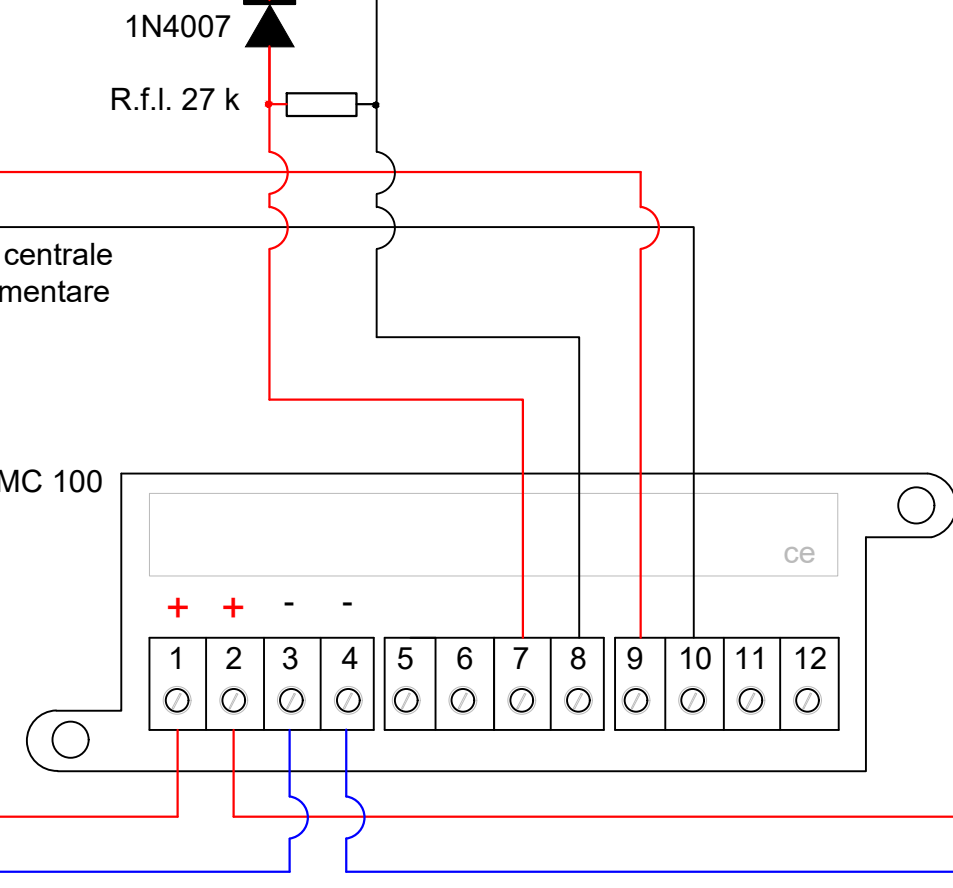 1N4007
R.f.l. 27 k
centrale
mentare
MC 100
ce
+ + - -
1 2 3 4 5 6 7 8 9 10 11 12